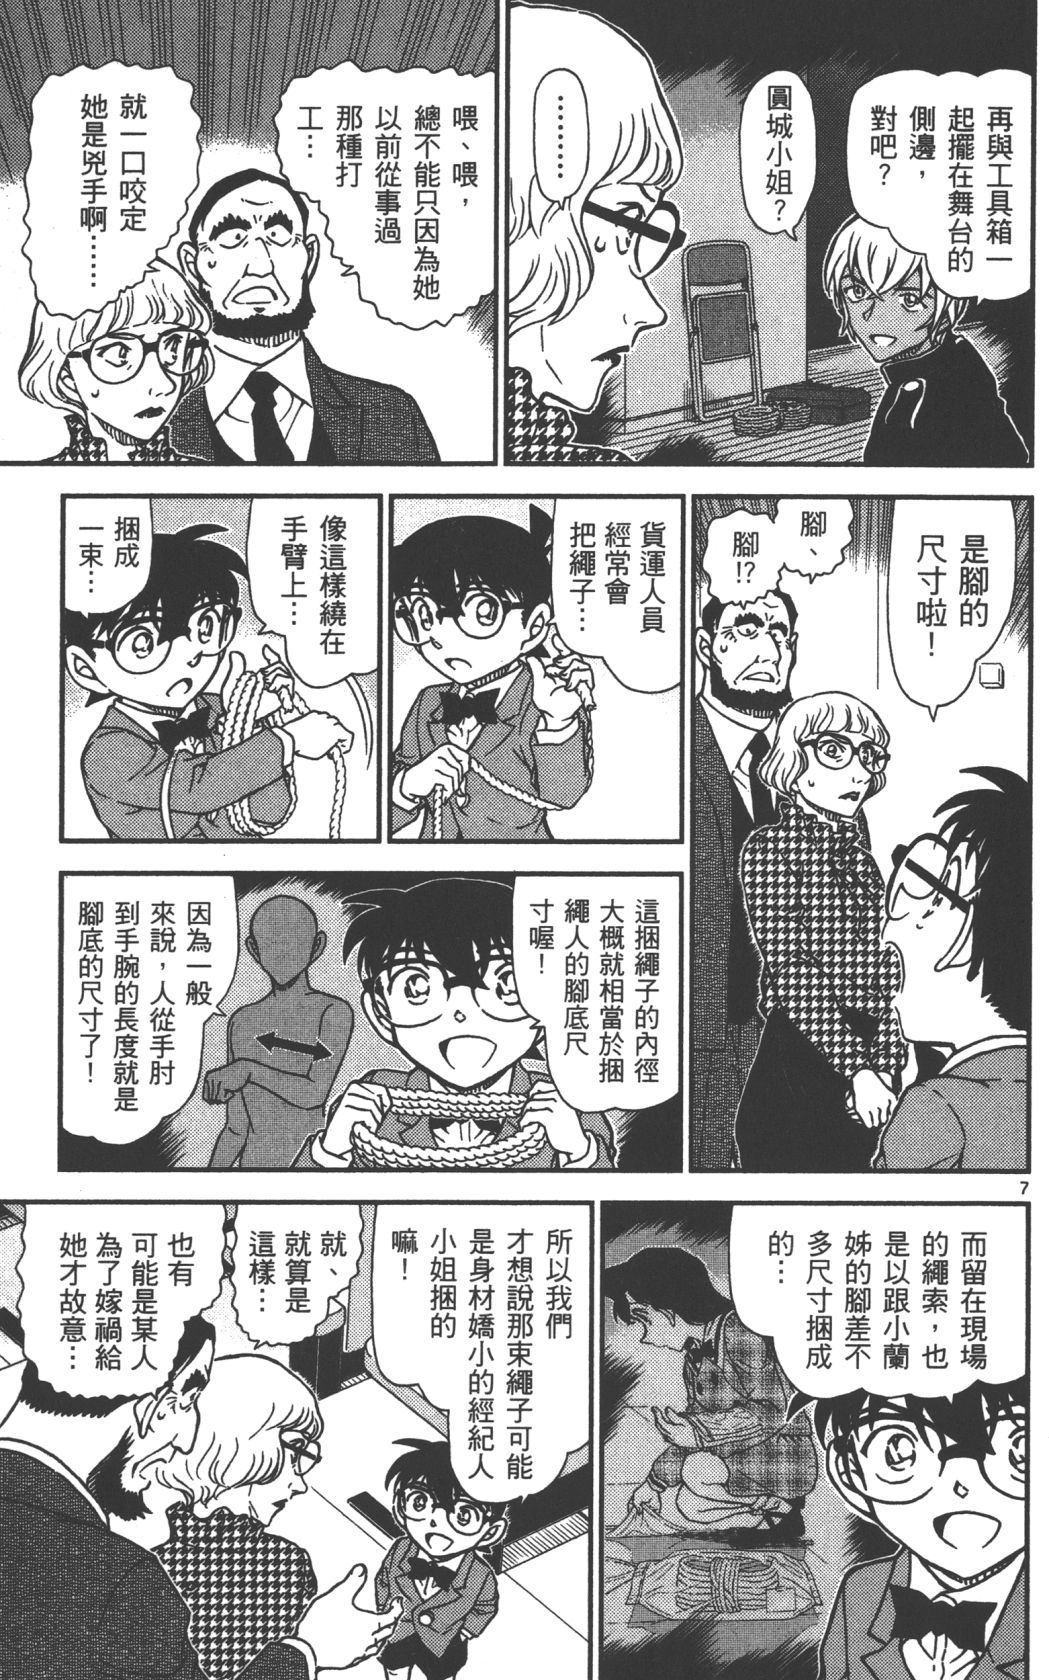 再與工具箱一
起擺在舞台的
側邊，
對吧？
圓城小姐？
………
喂、喂，
總不能只因為她
以前從事過
那種打
工…
就一口咬定
她是兇手啊……
是腳的
尺寸啦！
腳、
腳！？
貨運人員
經常會
把繩子…
像這樣繞在
手臂上…
捆成
一束…
這捆繩子的內徑
大概就相當於捆
繩人的腳底尺
寸喔！
因為一般
來說，人從手肘
到手腕的長度就是
腳底的尺寸了！
7
而留在現場
的繩索，也
是以跟小蘭
姊的腳差不
多尺寸捆成
的…
所以我們
才想說那束繩子可能
是身材嬌小的經紀人
小姐捆的
嘛！
就、
就算是
這樣…
也有
可能是某人
為了嫁禍給
她才故意…